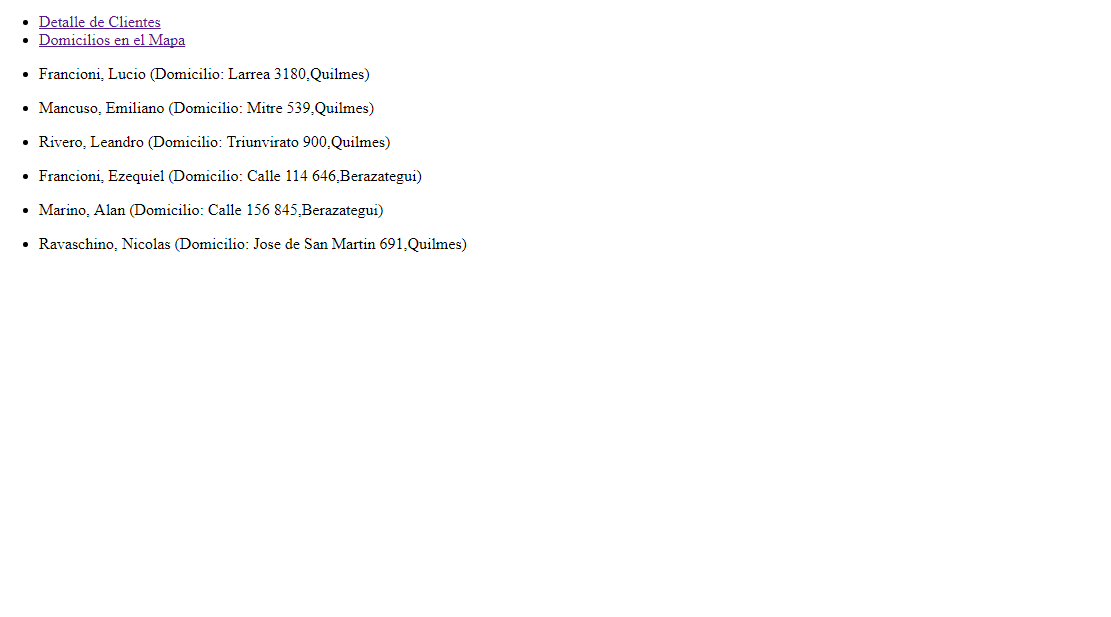 Detalle de Clientes
Domicilios en el Mapa
Francioni, Lucio (Domicilio: Larrea 3180,Quilmes)
Mancuso, Emiliano (Domicilio: Mitre 539,Quilmes)
Rivero, Leandro (Domicilio: Triunvirato 900,Quilmes)
Francioni, Ezequiel (Domicilio: Calle 114 646,Berazategui)
Marino, Alan (Domicilio: Calle 156 845,Berazategui)
Ravaschino, Nicolas (Domicilio: Jose de San Martin 691,Quilmes)